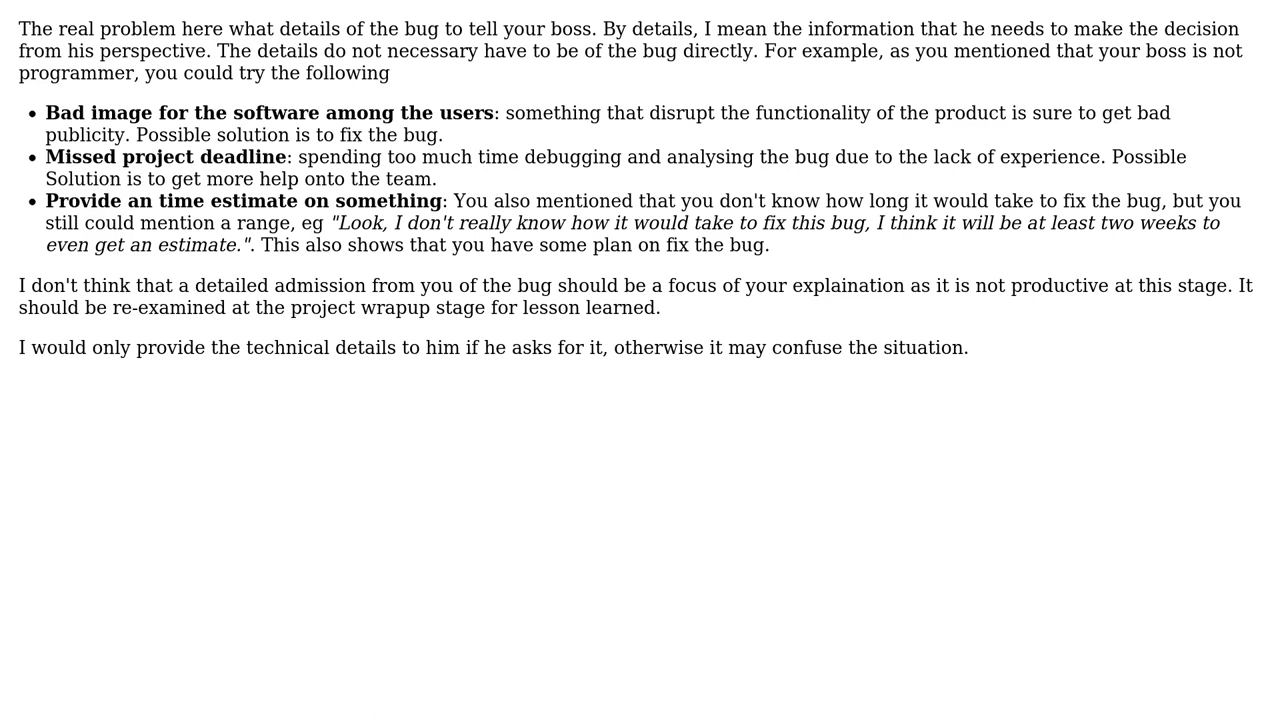 The real problem here what details of the bug to tell your boss. By details, I mean the information that he needs to make the decision
from his perspective. The details do not necessary have to be of the bug directly. For example, as you mentioned that your boss is not
programmer, you could try the following
• Bad image for the software among the users: something that disrupt the functionality of the product is sure to get bad
publicity. Possible solution is to fix the bug.
• Missed project deadline: spending too much time debugging and analysing the bug due to the lack of experience. Possible
Solution is to get more help onto the team.
• Provide an time estimate on something: You also mentioned that you don't know how long it would take to fix the bug, but you
still could mention a range, eg "Look, I don't really know how it would take to fix this bug, I think it will be at least two weeks to
even get an estimate.". This also shows that you have some plan on fix the bug.
I don't think that a detailed admission from you of the bug should be a focus of your explaination as it is not productive at this stage. It
should be re-examined at the project wrapup stage for lesson learned.
I would only provide the technical details to him if he asks for it, otherwise it may confuse the situation.